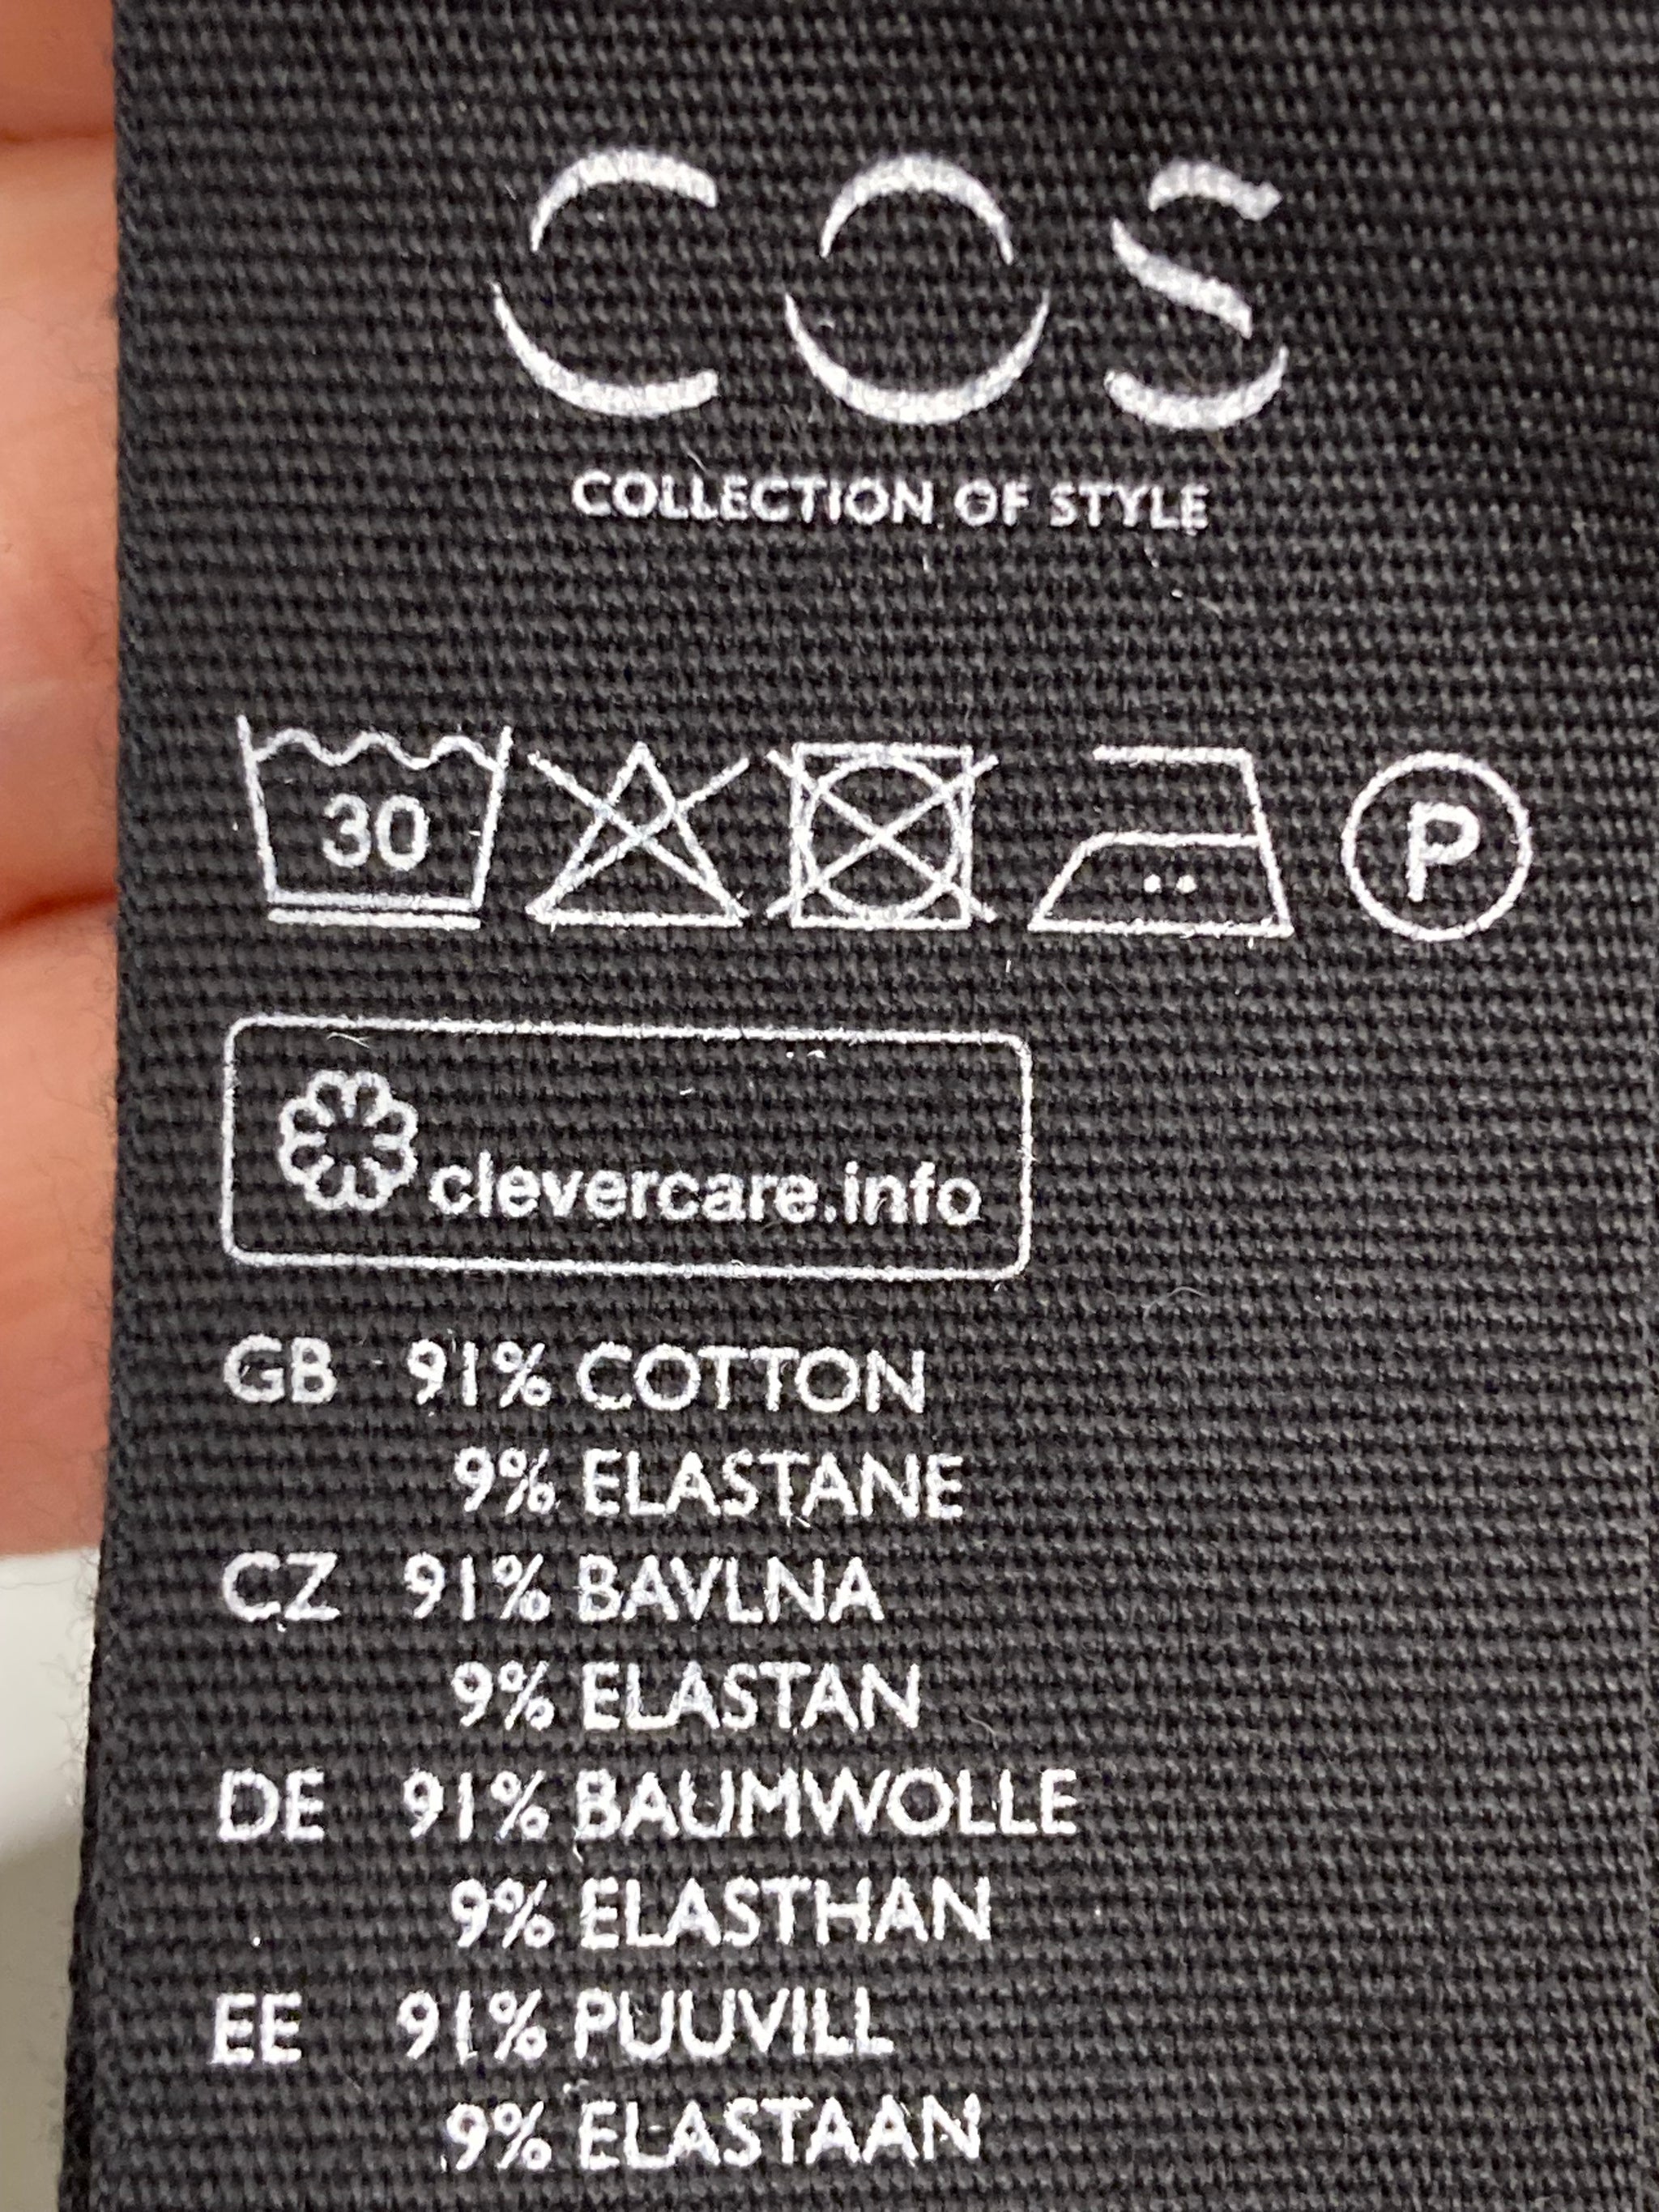 COS
COLLECTION OF STYLE
30 P
clevercare.info
GB 91% COTTON
9% ELASTANE
CZ 91% BAVLNA
9% ELASTAN
DE 91% BAUMWOLLE
9% ELASTHAN
EE 91% PUUVILL
9% ELASTAAN